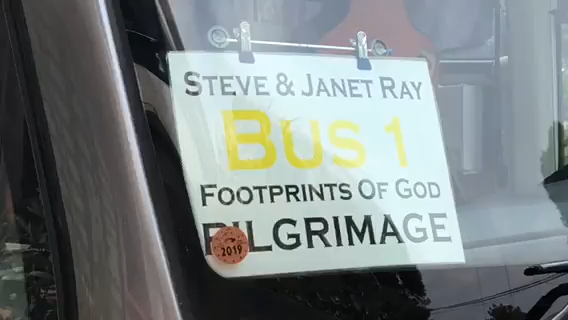 STEVE & JANET RAY
BUS 1
FOOTPRINTS OF GOD
PILGRIMAGE
2019